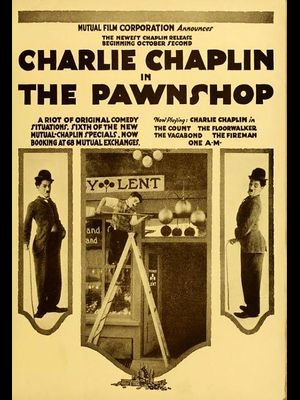 MUTUAL FILM CORPORATION Announces
THE NEWEST CHAPLIN RELEASE
BEGINNING OCTOBER SECOND
CHARLIE CHAPLIN
IN
THE PAWNSHOP
A RIOT OF ORIGINAL COMEDY
SITUATIONS. SIXTH OF THE NEW
MUTUAL-CHAPLIN SPECIALS. NOW
BOOKING AT 68 MUTUAL EXCHANGES.
Now Playing: CHARLIE CHAPLIN in
THE COUNT THE FLOORWALKER
THE VAGABOND THE FIREMAN
ONE A-M-
Y LENT
and
and